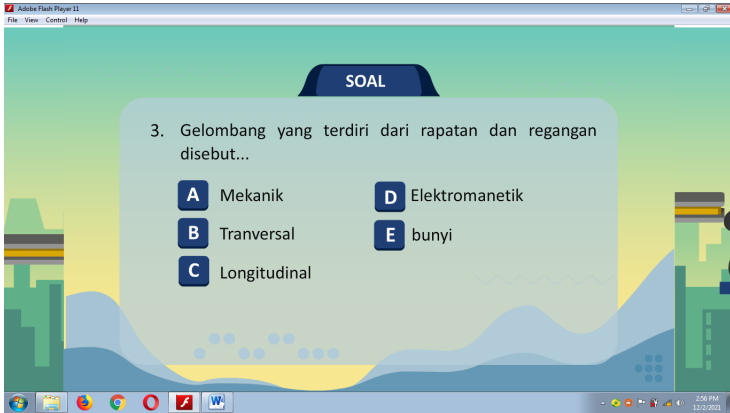 Adobe Flash Player 11
File View Control Help
SOAL
3. Gelombang yang terdiri dari rapatan dan regangan
disebut...
A Mekanik
D Elektromanetik
B Tranversal
E bunyi
C Longitudinal
2:56 PM
12/2/2021